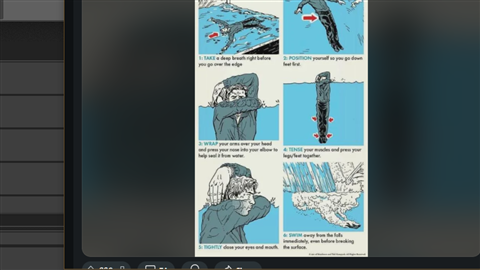 1: TAKE a deep breath right before
you go over the edge
2: POSITION yourself so you go down
feet first.
3: WRAP your arms over your head
and press your nose into your elbow to
help seal it from water.
4: TENSE your muscles and press your
legs/feet together.
5: TIGHTLY close your eyes and mouth.
6: SWIM away from the falls
immediately, even before breaking
the surface.